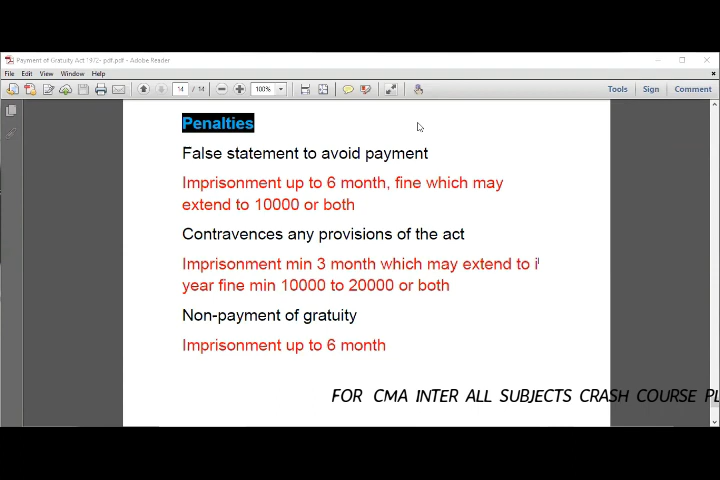 Payment of Gratuity Act 1972-.pdf.pdf - Adobe Reader
File Edit View Window Help
14 / 14 100% Tools Sign Comment
Penalties
False statement to avoid payment
Imprisonment up to 6 month, fine which may
extend to 10000 or both
Contravences any provisions of the act
Imprisonment min 3 month which may extend to
year fine min 10000 to 20000 or both
Non-payment of gratuity
Imprisonment up to 6 month
FOR CMA INTER ALL SUBJECTS CRASH COURSE PL